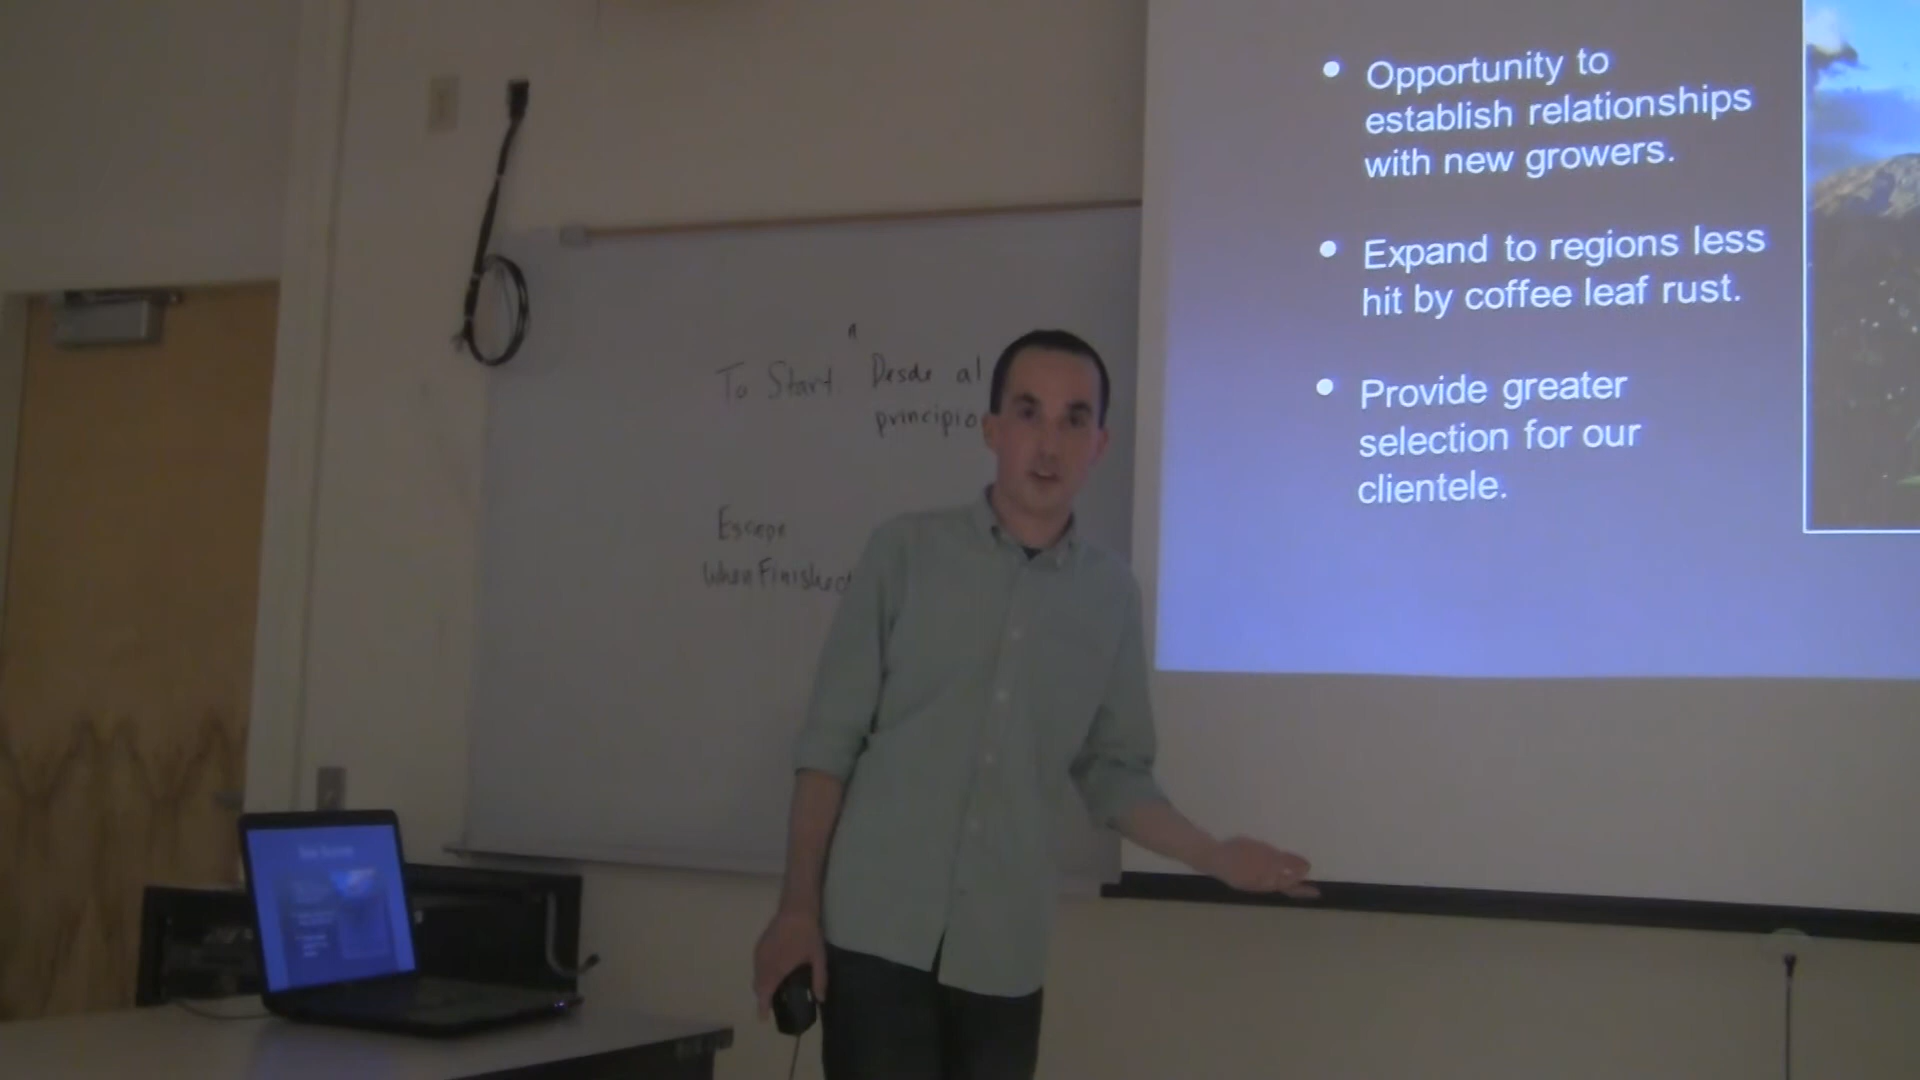 • Opportunity to
establish relationships
with new growers.
• Expand to regions less
hit by coffee leaf rust.
• Provide greater
selection for our
clientele.
To Start "Desde al
principio
Escape
When Finished